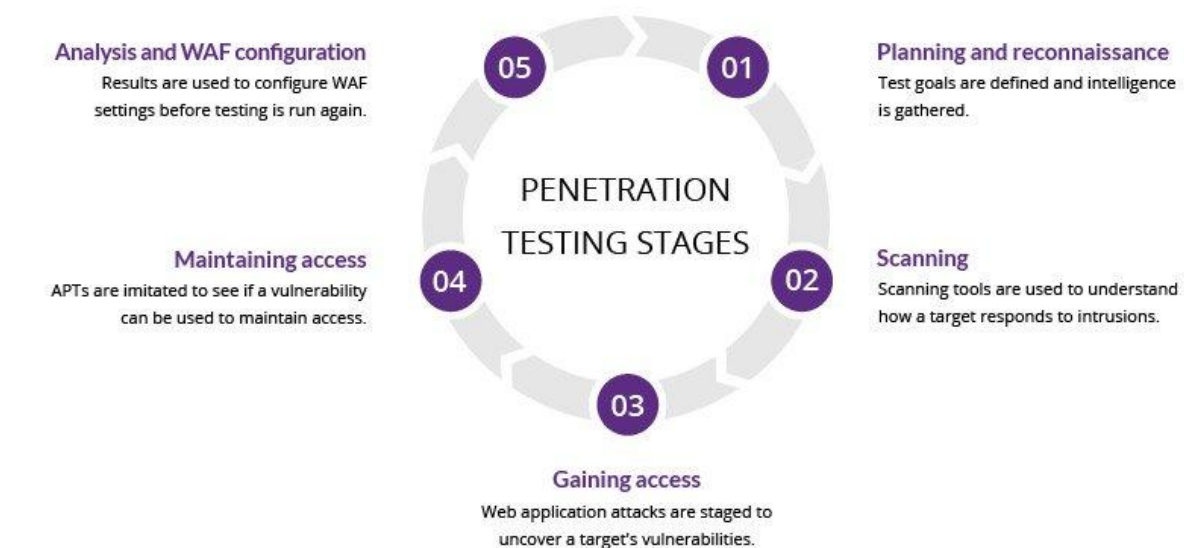 PENETRATION
TESTING STAGES
01
Planning and reconnaissance
Test goals are defined and intelligence
is gathered.
02
Scanning
Scanning tools are used to understand
how a target responds to intrusions.
03
Gaining access
Web application attacks are staged to
uncover a target's vulnerabilities.
04
Maintaining access
APTs are imitated to see if a vulnerability
can be used to maintain access.
05
Analysis and WAF configuration
Results are used to configure WAF
settings before testing is run again.